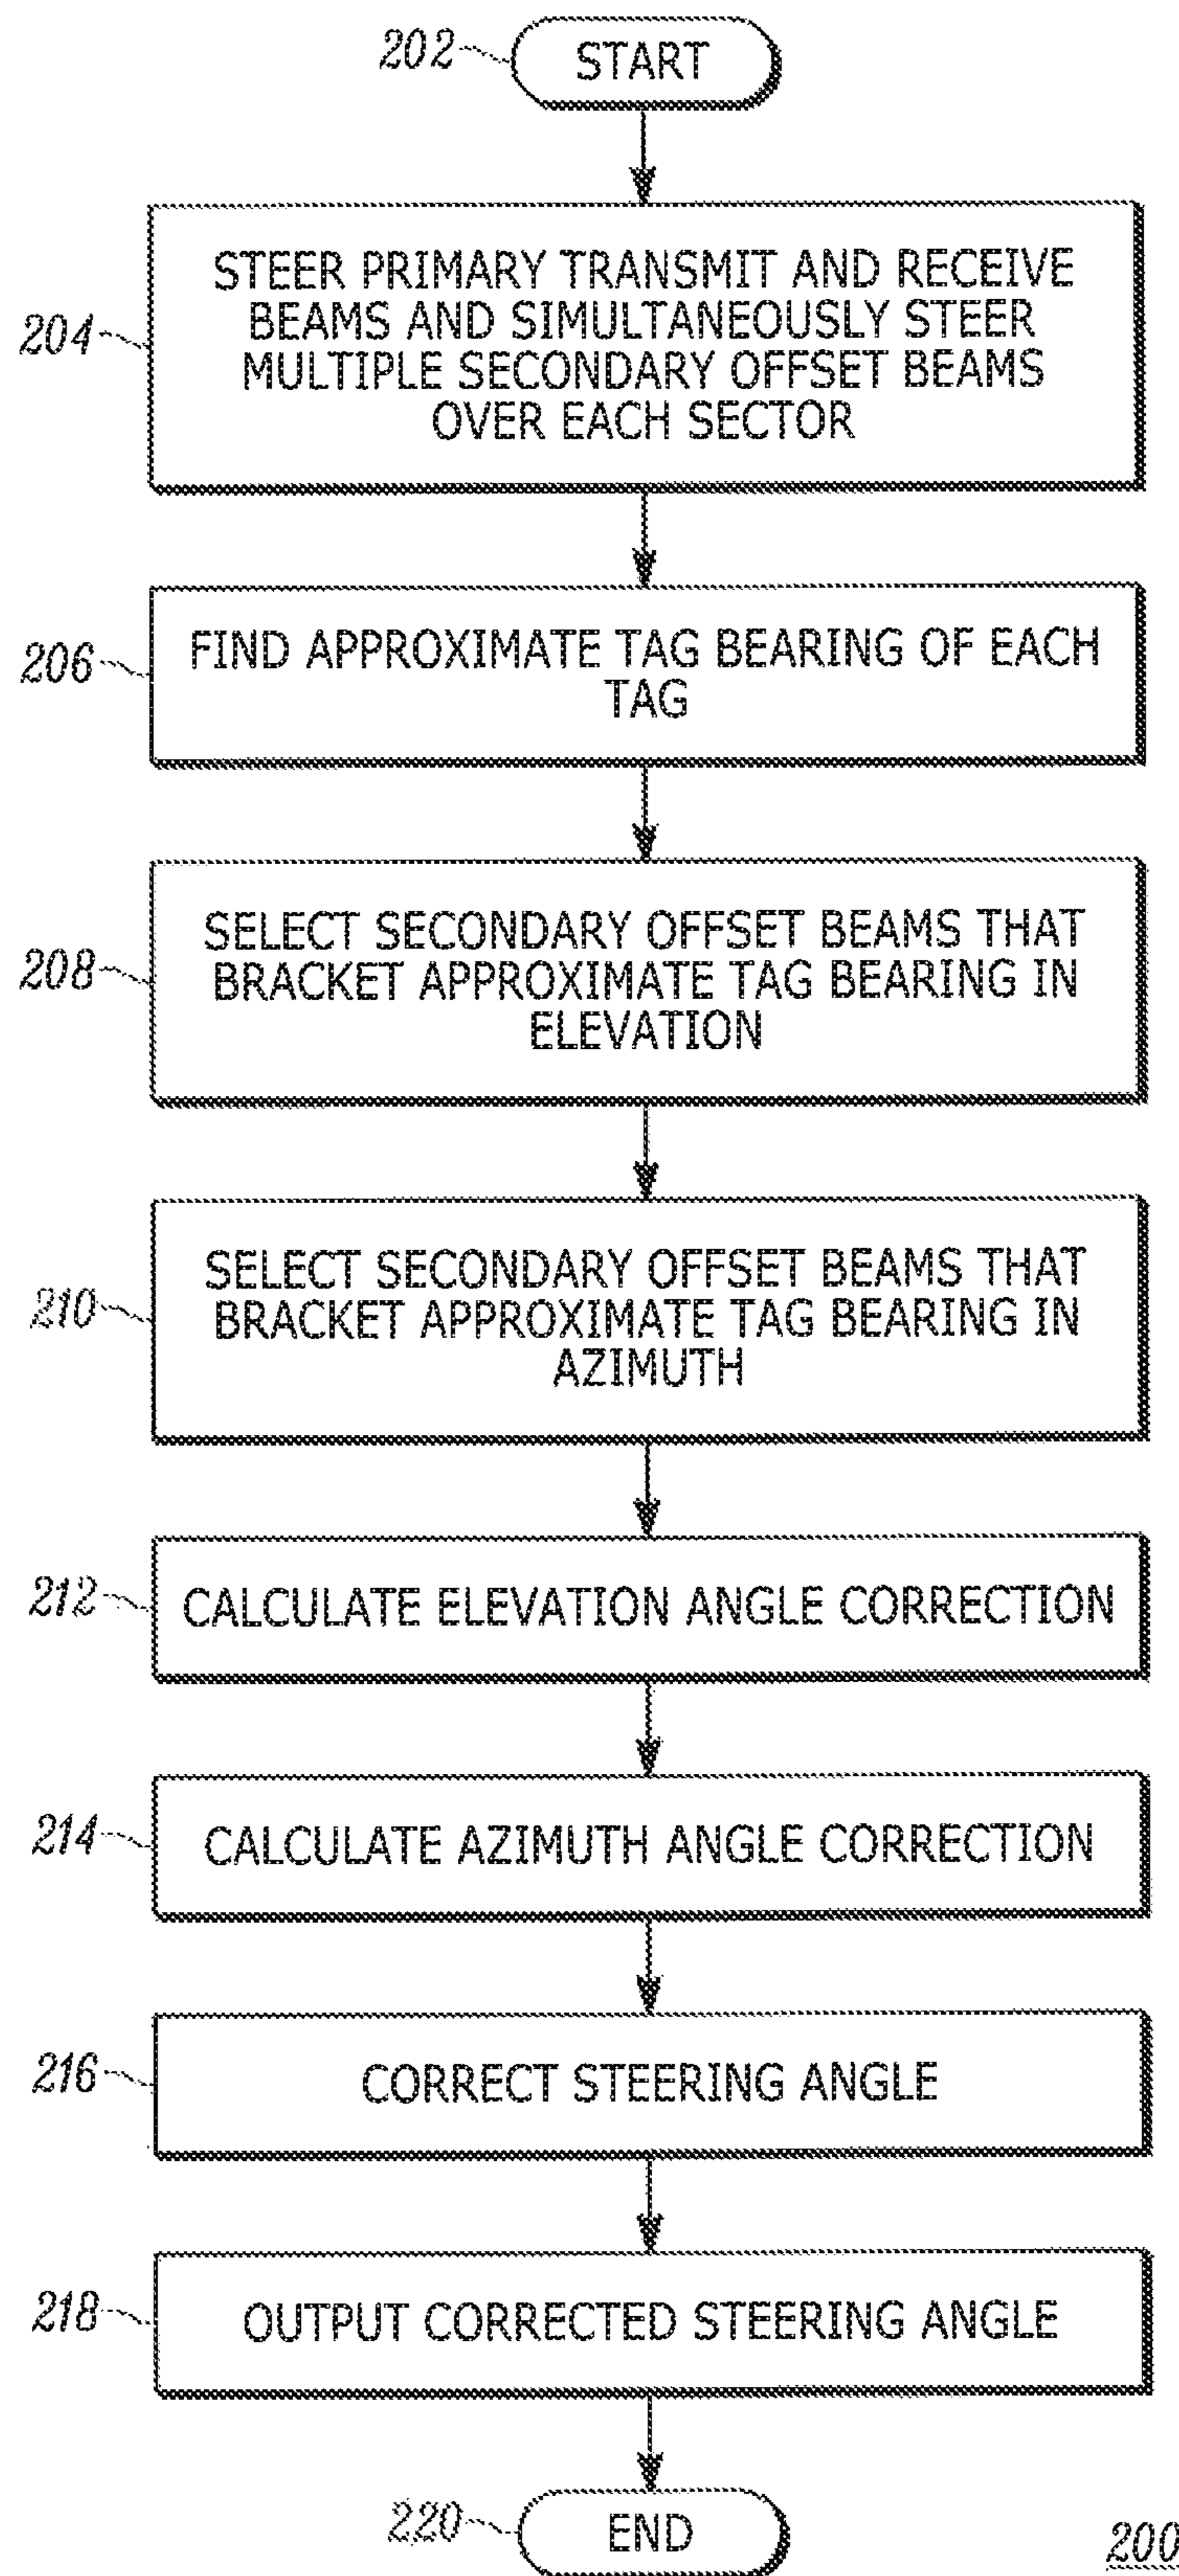 202
START
204
STEER PRIMARY TRANSMIT AND RECEIVE
BEAMS AND SIMULTANEOUSLY STEER
MULTIPLE SECONDARY OFFSET BEAMS
OVER EACH SECTOR
206
FIND APPROXIMATE TAG BEARING OF EACH
TAG
208
SELECT SECONDARY OFFSET BEAMS THAT
BRACKET APPROXIMATE TAG BEARING IN
ELEVATION
210
SELECT SECONDARY OFFSET BEAMS THAT
BRACKET APPROXIMATE TAG BEARING IN
AZIMUTH
212
CALCULATE ELEVATION ANGLE CORRECTION
214
CALCULATE AZIMUTH ANGLE CORRECTION
216
CORRECT STEERING ANGLE
218
OUTPUT CORRECTED STEERING ANGLE
220
END
200